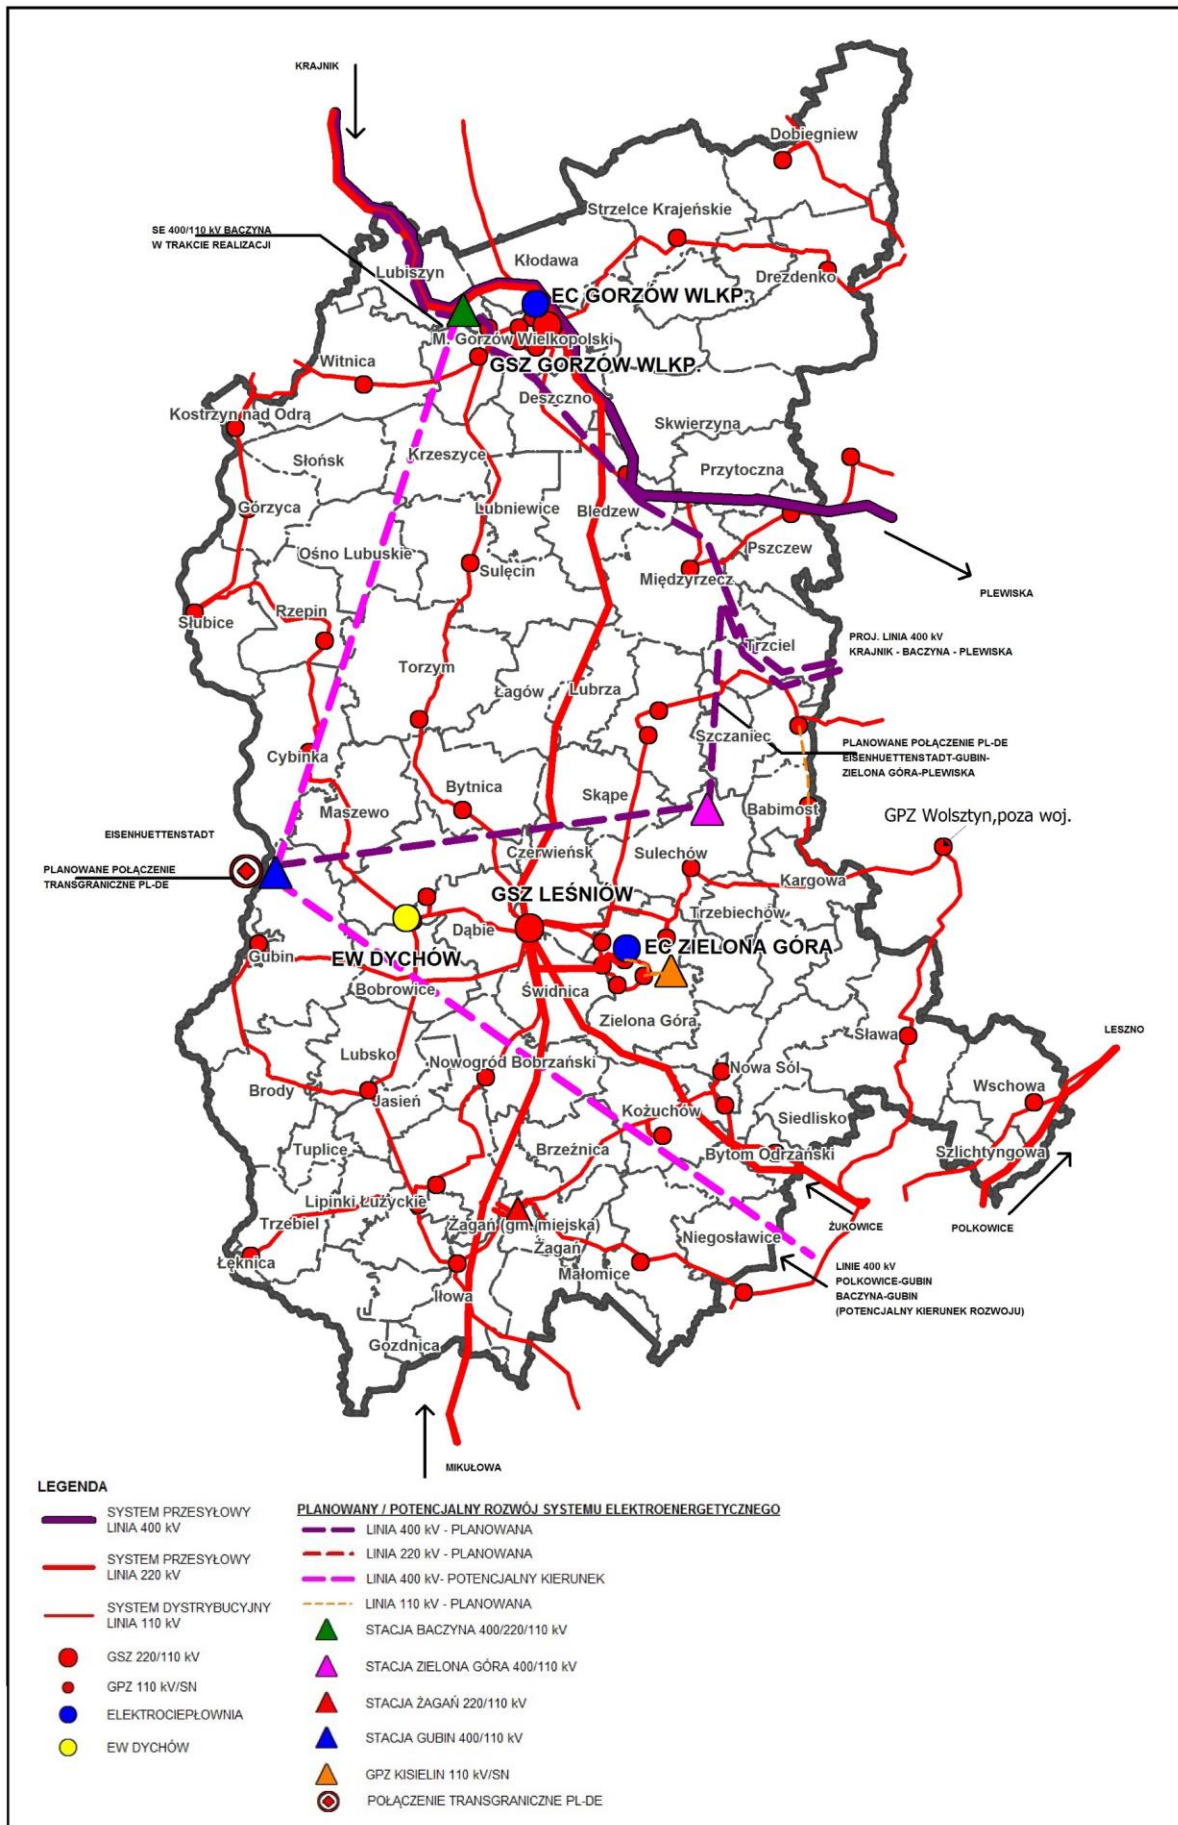 KRAJNIK
Dobiegniew
Strzelce Krajeńskie
SE 400/110 kV BACZYNA
W TRAKCIE REALIZACJI
Kłodawa
Lubiszyn
Drezdenko
EC GORZÓW WLKP.
M. Gorzów Wielkopolski
Witnica
GSZ GORZÓW WLKP.
Deszczno
Kostrzyn nad Odrą
Skwierzyna
Krzeszyce
Słońsk
Przytoczna
Górzyca
Lubniewice
Bledzew
Ośno Lubuskie
Pszczew
Sulęcin
Międzyrzecz
PLEWISKA
Rzepin
Słubice
PROJ. LINIA 400 kV
KRAJNIK - BACZYNA - PLEWISKA
Trzciel
Torzym
Łagów
Lubrza
Szczaniec
PLANOWANE POŁĄCZENIE PL-DE
EISENHUETTENSTADT-GUBIN-
ZIELONA GÓRA-PLEWISKA
Cybinka
Bytnica
Skąpe
Maszewo
Babimost
GPZ Wolsztyn,poza woj.
EISENHUETTENSTADT
Czerwieńsk
Sulechów
PLANOWANE POŁĄCZENIE
TRANSGRANICZNE PL-DE
Kargowa
GSZ LEŚNIÓW
Trzebiechów
Dąbie
EC ZIELONA GÓRA
Gubin
EW DYCHÓW
Bobrowice
Świdnica
Zielona Góra
Sława
LESZNO
Lubsko
Nowogród Bobrzański
Nowa Sól
Brody
Jasień
Wschowa
Kożuchów
Siedlisko
Tuplice
Brzeźnica
Bytom Odrzański
Szlichtyngowa
Lipinki Łużyckie
Trzebiel
Żagań (gm. miejska)
ŻUKOWICE
POLKOWICE
Niegosławice
Żagań
Łęknica
Małomice
LINIE 400 kV
POLKOWICE-GUBIN
BACZYNA-GUBIN
(POTENCJALNY KIERUNEK ROZWOJU)
Iłowa
Gozdnica
MIKUŁOWA
LEGENDA
SYSTEM PRZESYŁOWY
LINIA 400 kV
SYSTEM PRZESYŁOWY
LINIA 220 kV
SYSTEM DYSTRYBUCYJNY
LINIA 110 kV
GSZ 220/110 kV
GPZ 110 kV/SN
ELEKTROCIEPŁOWNIA
EW DYCHÓW
PLANOWANY / POTENCJALNY ROZWÓJ SYSTEMU ELEKTROENERGETYCZNEGO
LINIA 400 kV - PLANOWANA
LINIA 220 kV - PLANOWANA
LINIA 400 kV- POTENCJALNY KIERUNEK
LINIA 110 kV - PLANOWANA
STACJA BACZYNA 400/220/110 kV
STACJA ZIELONA GÓRA 400/110 kV
STACJA ŻAGAŃ 220/110 kV
STACJA GUBIN 400/110 kV
GPZ KISIELIN 110 kV/SN
POŁĄCZENIE TRANSGRANICZNE PL-DE